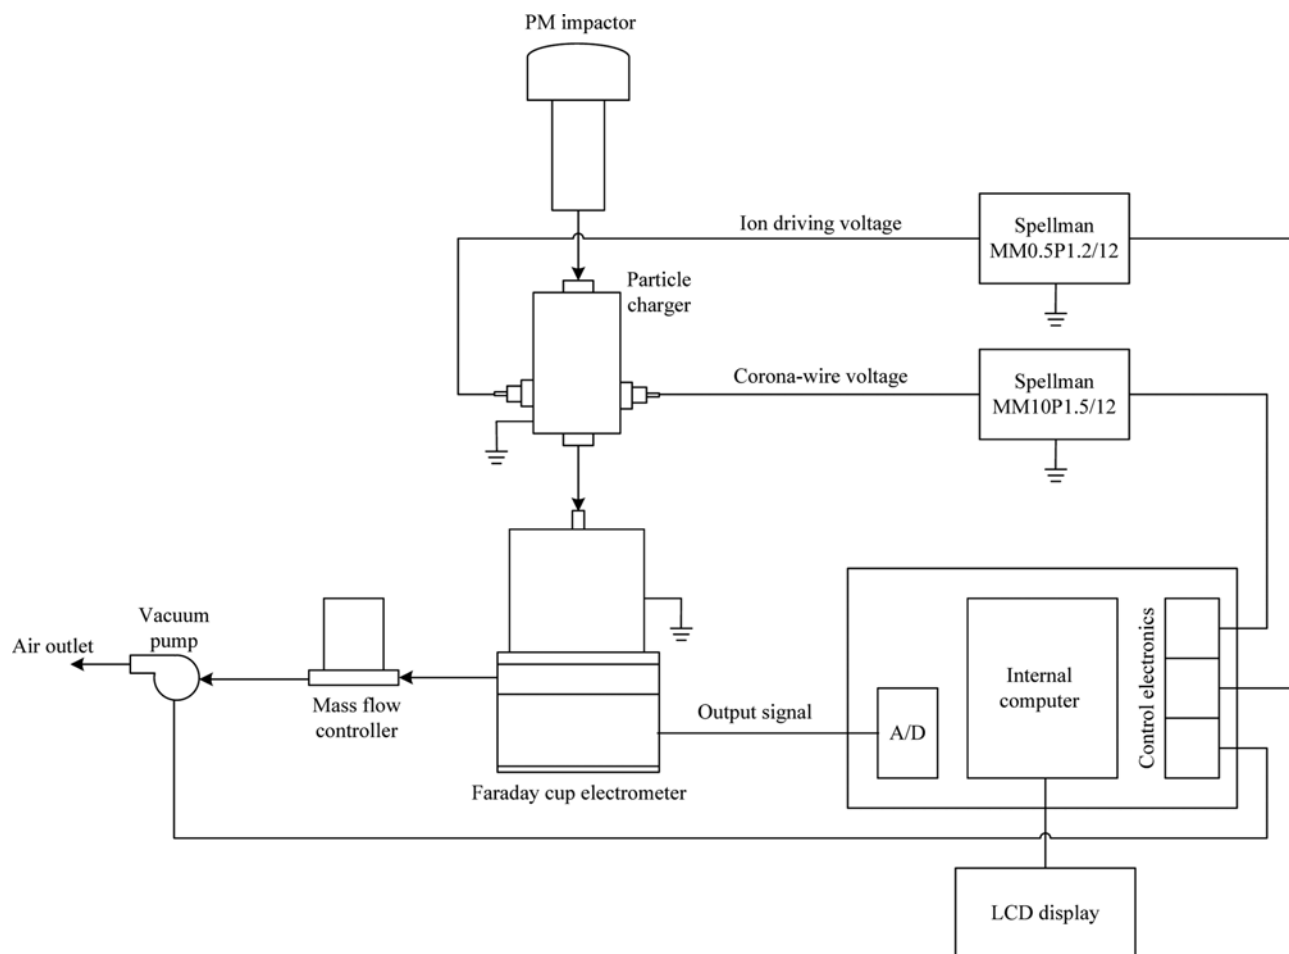 PM impactor
Ion driving voltage
Spellman
MM0.5P1.2/12
Particle
charger
Corona-wire voltage
Spellman
MM10P1.5/12
Vacuum
pump
Air outlet
Mass flow
controller
Output signal
Faraday cup electrometer
A/D
Internal
computer
Control electronics
LCD display